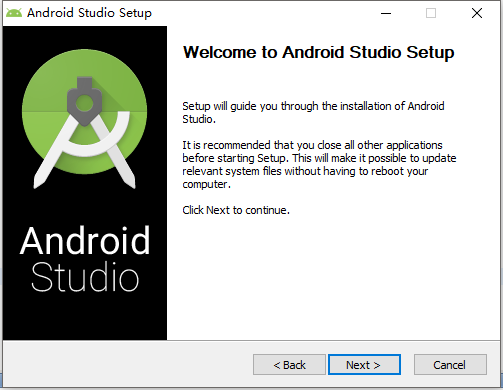 Android Studio Setup
Welcome to Android Studio Setup
Setup will guide you through the installation of Android
Studio.
It is recommended that you close all other applications
before starting Setup. This will make it possible to update
relevant system files without having to reboot your
computer.
Click Next to continue.
Android
Studio
< Back
Next >
Cancel